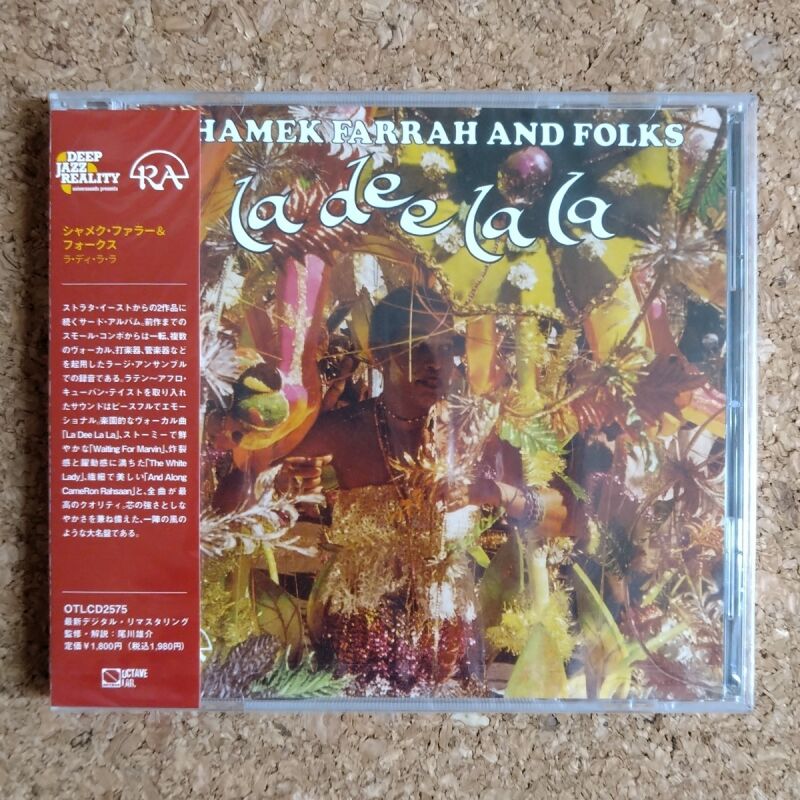 DEEP
JAZZ
REALITY
universounds presents
RA
シャメク・ファラー&
フォークス
ラ・ディ・ラ・ラ
ストラタ・イーストからの2作品に
続くサード・アルバム。前作までの
スモール・コンボからは一転、複数
のヴォーカル、打楽器、管楽器など
を起用したラージ・アンサンブル
での録音である。ラテン〜アフロ・
キューバン・テイストを取り入れ
たサウンドはピースフルでエモー
ショナル。楽園的なヴォーカル曲
「La Dee La La」、ストーミーで鮮
やかな「Waiting For Marvin」、炸裂
感と躍動感に満ちた「The White
Lady」、繊細で美しい「And Along
CameRon Rahsaan」と、全曲が最
高のクオリティ。芯の強さとしな
やかさを兼ね備えた、一陣の風の
ような大名盤である。
OTLCD2575
最新デジタル・リマスタリング
監修・解説：尾川雄介
定価￥1,800円（税込1,980円）
OCTAVE
LAB.
HAMEK FARRAH AND FOLKS
la dee la la